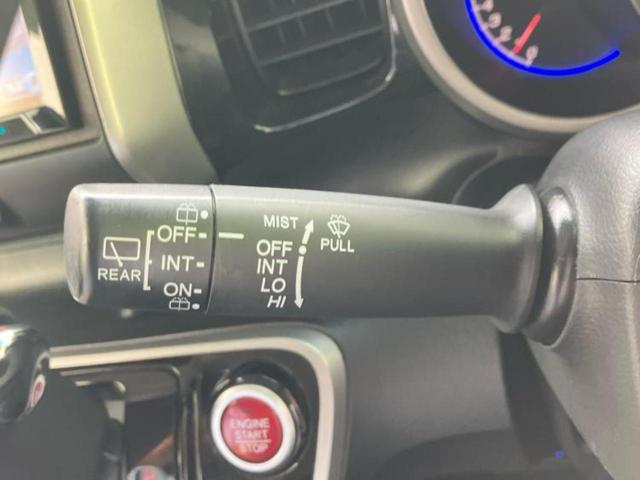 MIST
PULL
OFF
INT
LO
HI
OFF
INT
ON
REAR
ENGINE
START
STOP